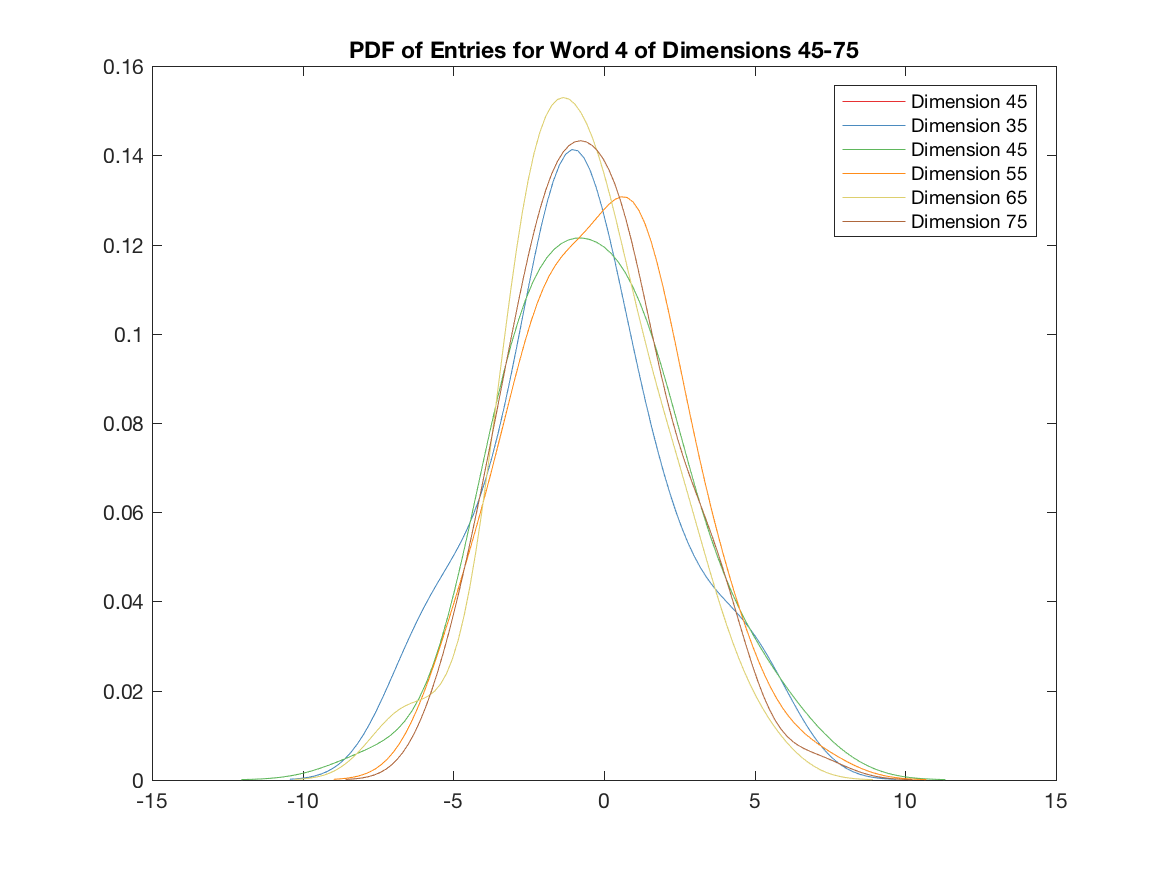 PDF of Entries for Word 4 of Dimensions 45-75
0.16
0.14
0.12
0.1
0.08
0.06
0.04
0.02
0
-15
-10
-5
0
5
10
15
Dimension 45
Dimension 35
Dimension 45
Dimension 55
Dimension 65
Dimension 75